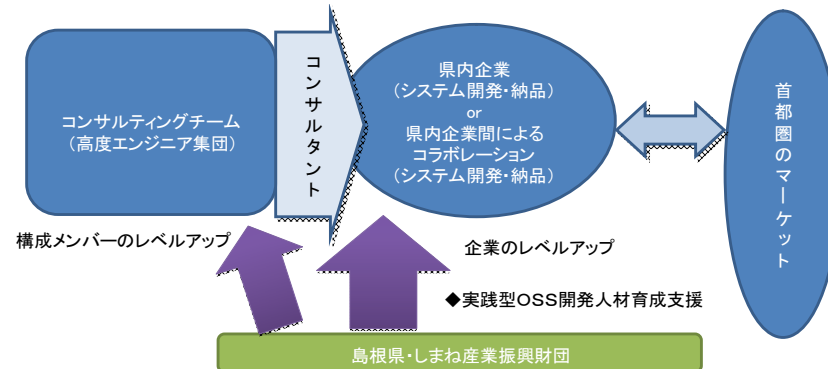 コンサルティングチーム
(高度エンジニア集団)
コンサルタント
県内企業
(システム開発・納品)
or
県内企業間による
コラボレーション
(システム開発・納品)
首都圏のマーケット
構成メンバーのレベルアップ
企業のレベルアップ
◆実践型OSS開発人材育成支援
島根県・しまね産業振興財団